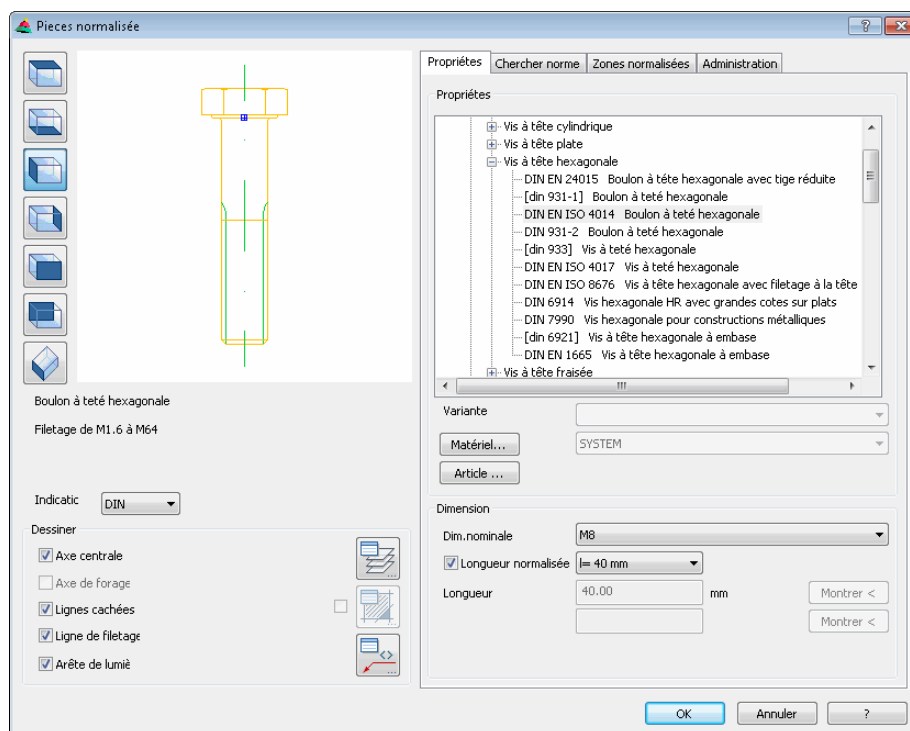 Pieces normalisée
Boulon à teté hexagonale
Filetage de M1.6 à M64
Indicatic
DIN
Dessiner
Axe centrale
Axe de forage
Lignes cachées
Ligne de filetage
Arête de lumiè
Propriétes
Chercher norme
Zones normalisées
Administration
Propriétes
Vis à tête cylindrique
Vis à tête plate
Vis à tête hexagonale
DIN EN 24015 Boulon à téte hexagonale avec tige réduite
[din 931-1] Boulon à teté hexagonale
DIN EN ISO 4014 Boulon à teté hexagonale
DIN 931-2 Boulon à teté hexagonale
[din 933] Vis à teté hexagonale
DIN EN ISO 4017 Vis à teté hexagonale
DIN EN ISO 8676 Vis à tête hexagonale avec filetage à la tête
DIN 6914 Vis hexagonale HR avec grandes cotes sur plats
DIN 7990 Vis hexagonale pour constructions métalliques
[din 6921] Vis à tête hexagonale à embase
DIN EN 1665 Vis à tête hexagonale à embase
Vis à tête fraisée
Variante
Matériel...
SYSTEM
Article ...
Dimension
Dim.nominale
M8
Longueur normalisée
l= 40 mm
Longueur
40.00
mm
Montrer <
Montrer <
OK
Annuler
?